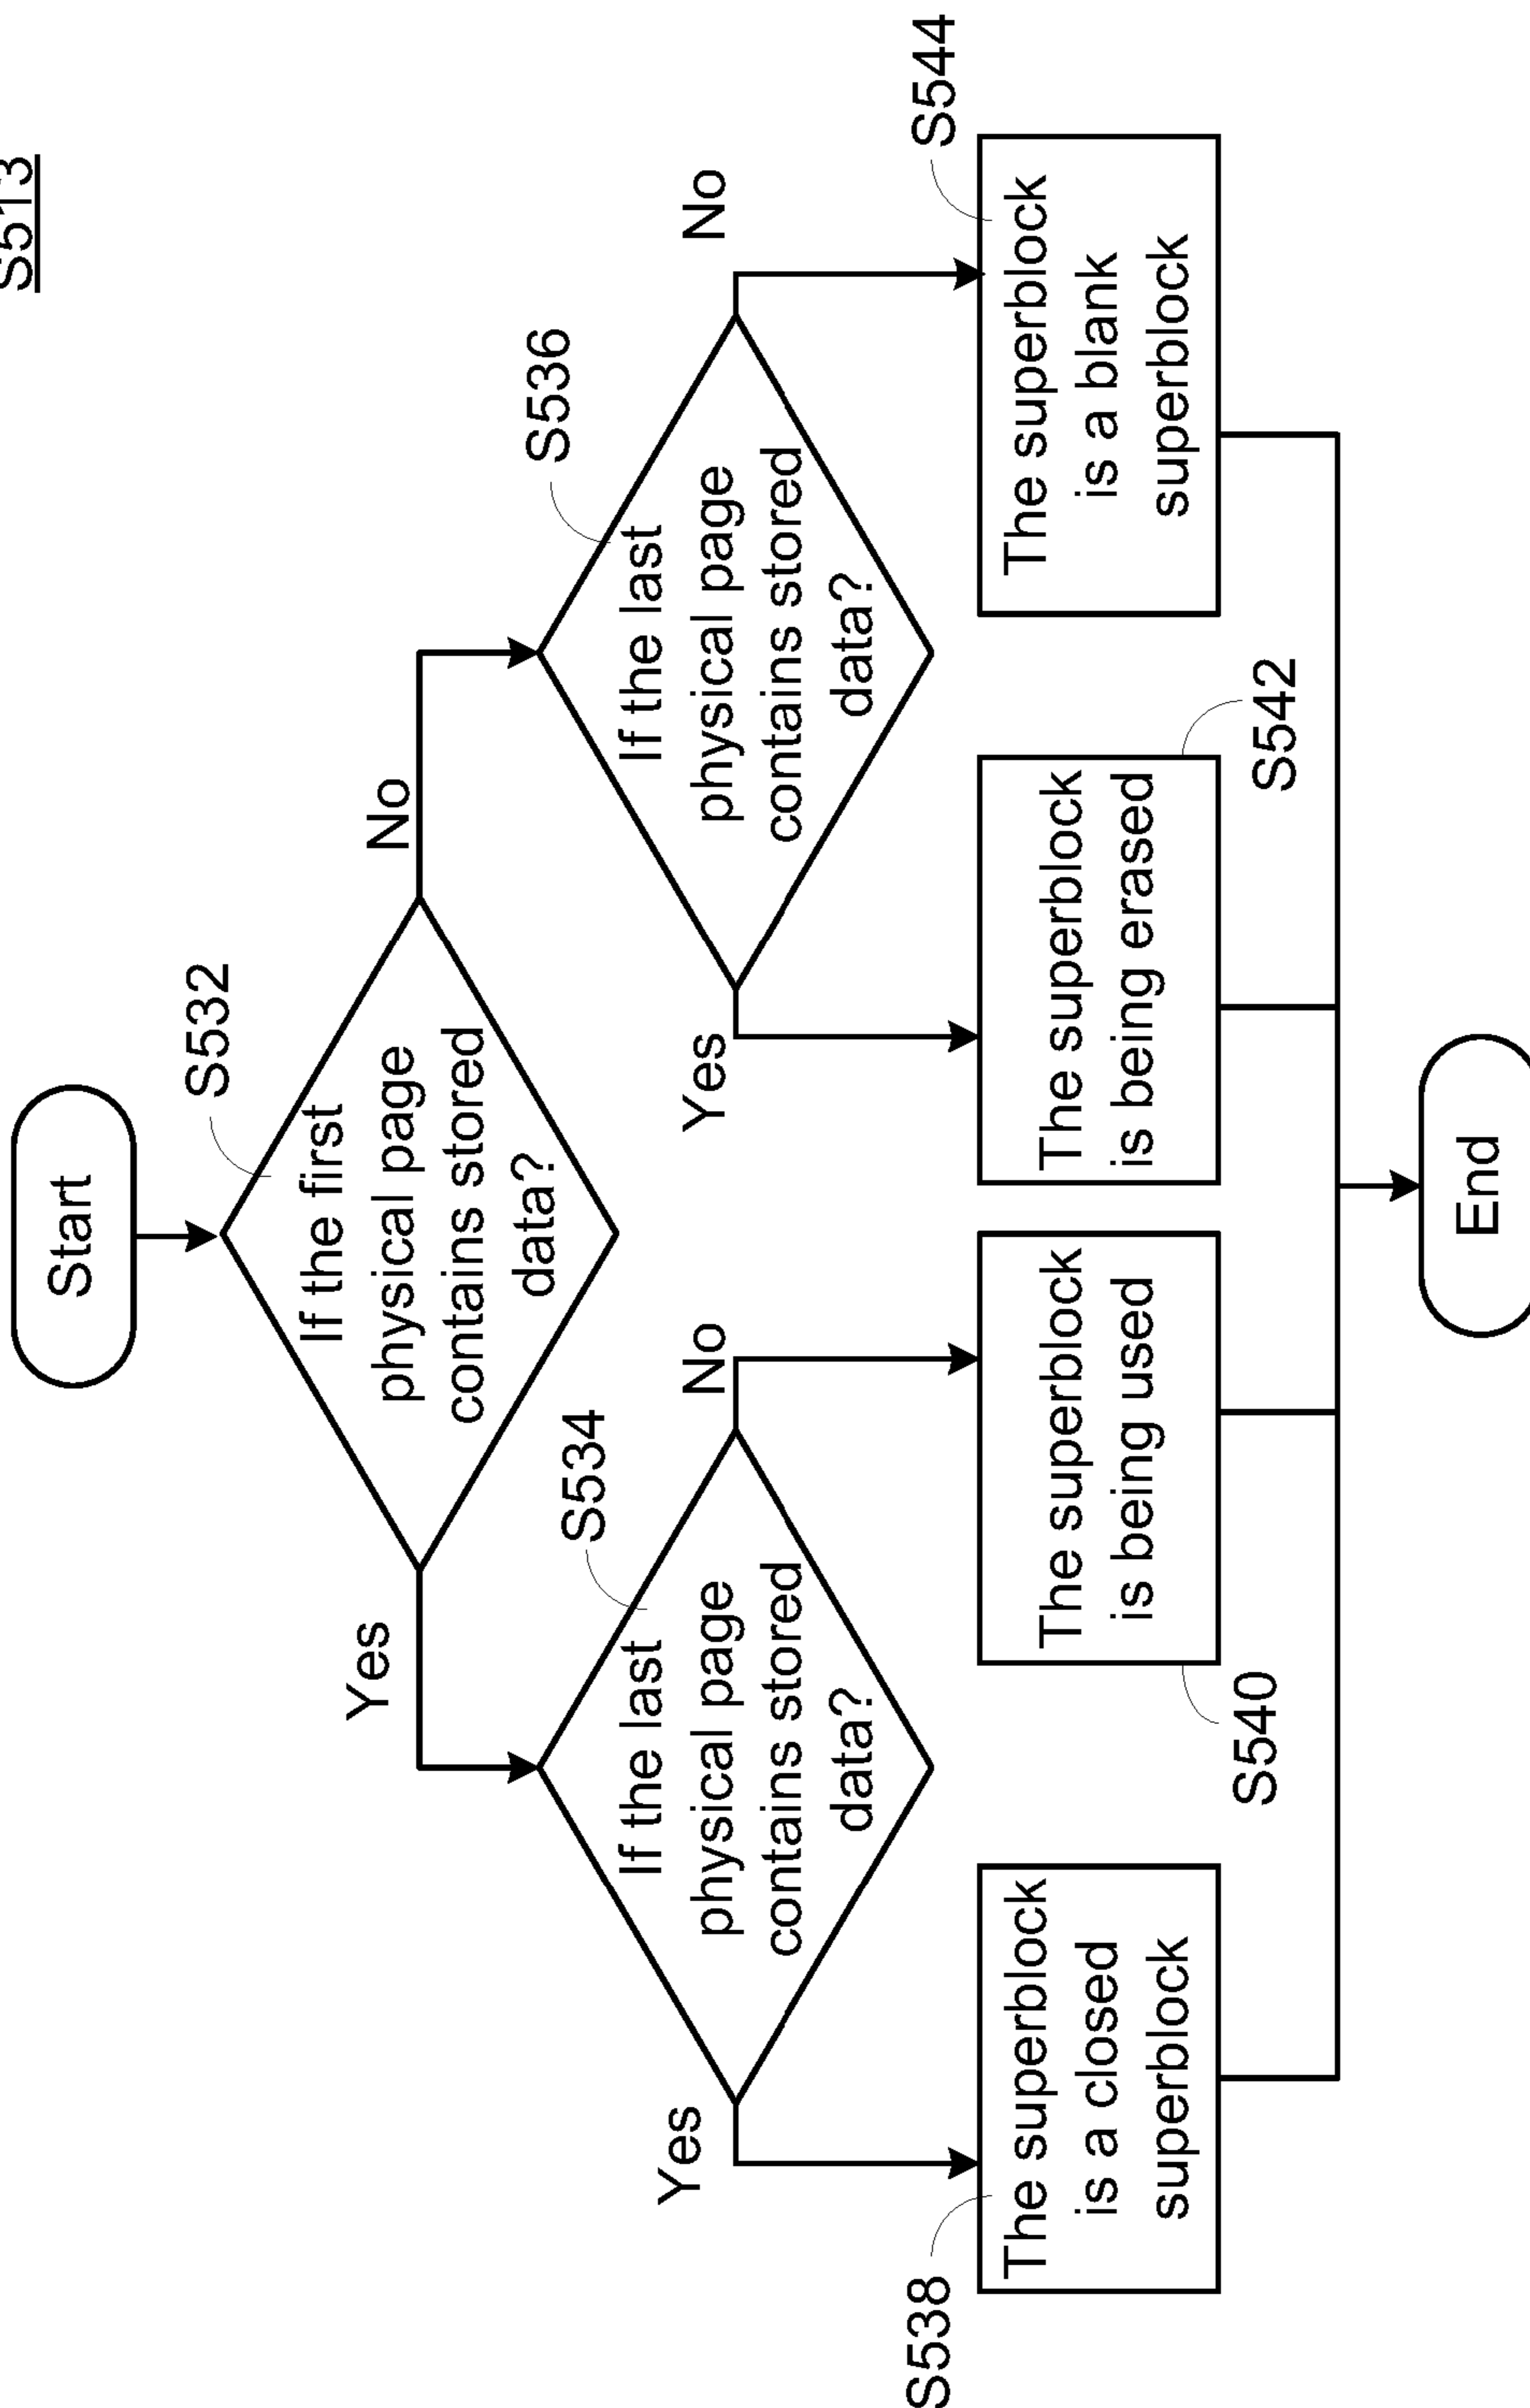 S513
Start
S532
If the first
physical page
contains stored
data?
Yes
No
S534
If the last
physical page
contains stored
data?
S536
If the last
physical page
contains stored
data?
Yes
No
Yes
No
S538
The superblock
is a closed
superblock
The superblock
is being used
S540
The superblock
is being erased
S542
S544
The superblock
is a blank
superblock
End